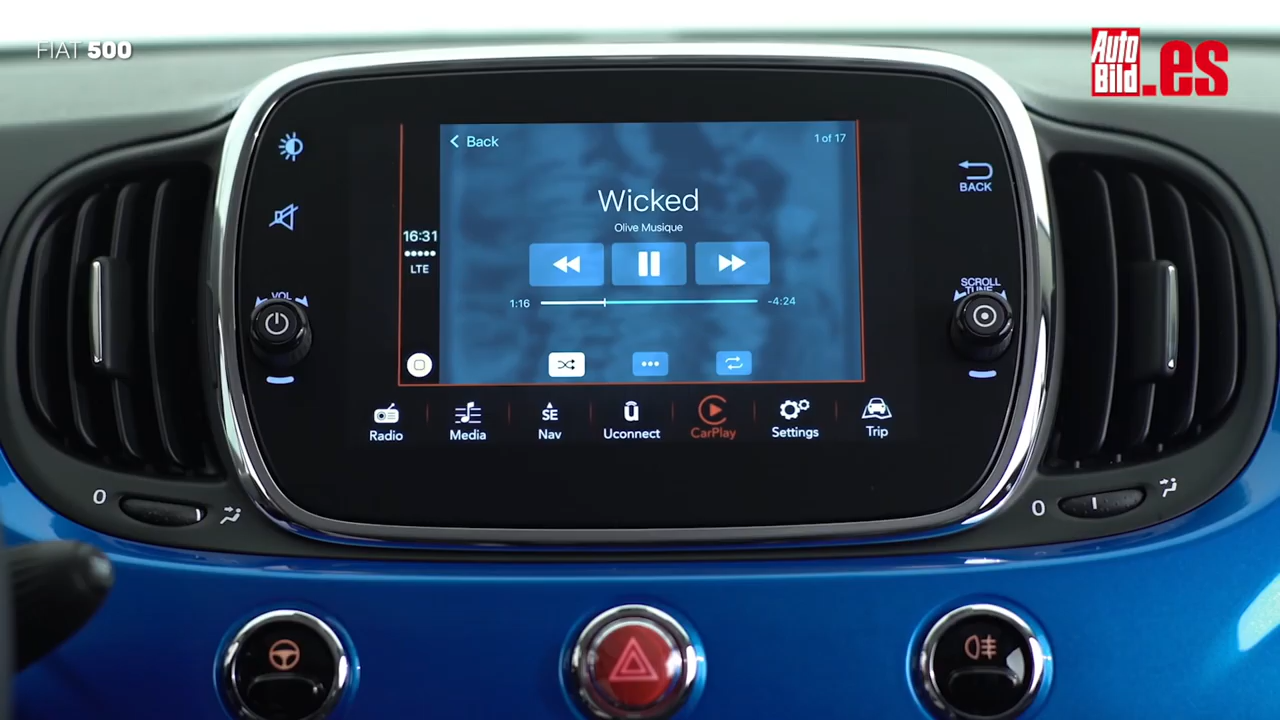 FIAT 500
Auto
Bild.es
Back
1 of 17
Wicked
Olive Musique
16:31
LTE
1:16
-4:24
BACK
VOL
SCROLL
TUNE
SE
Radio
Media
Nav
Uconnect
CarPlay
Settings
Trip
0
0